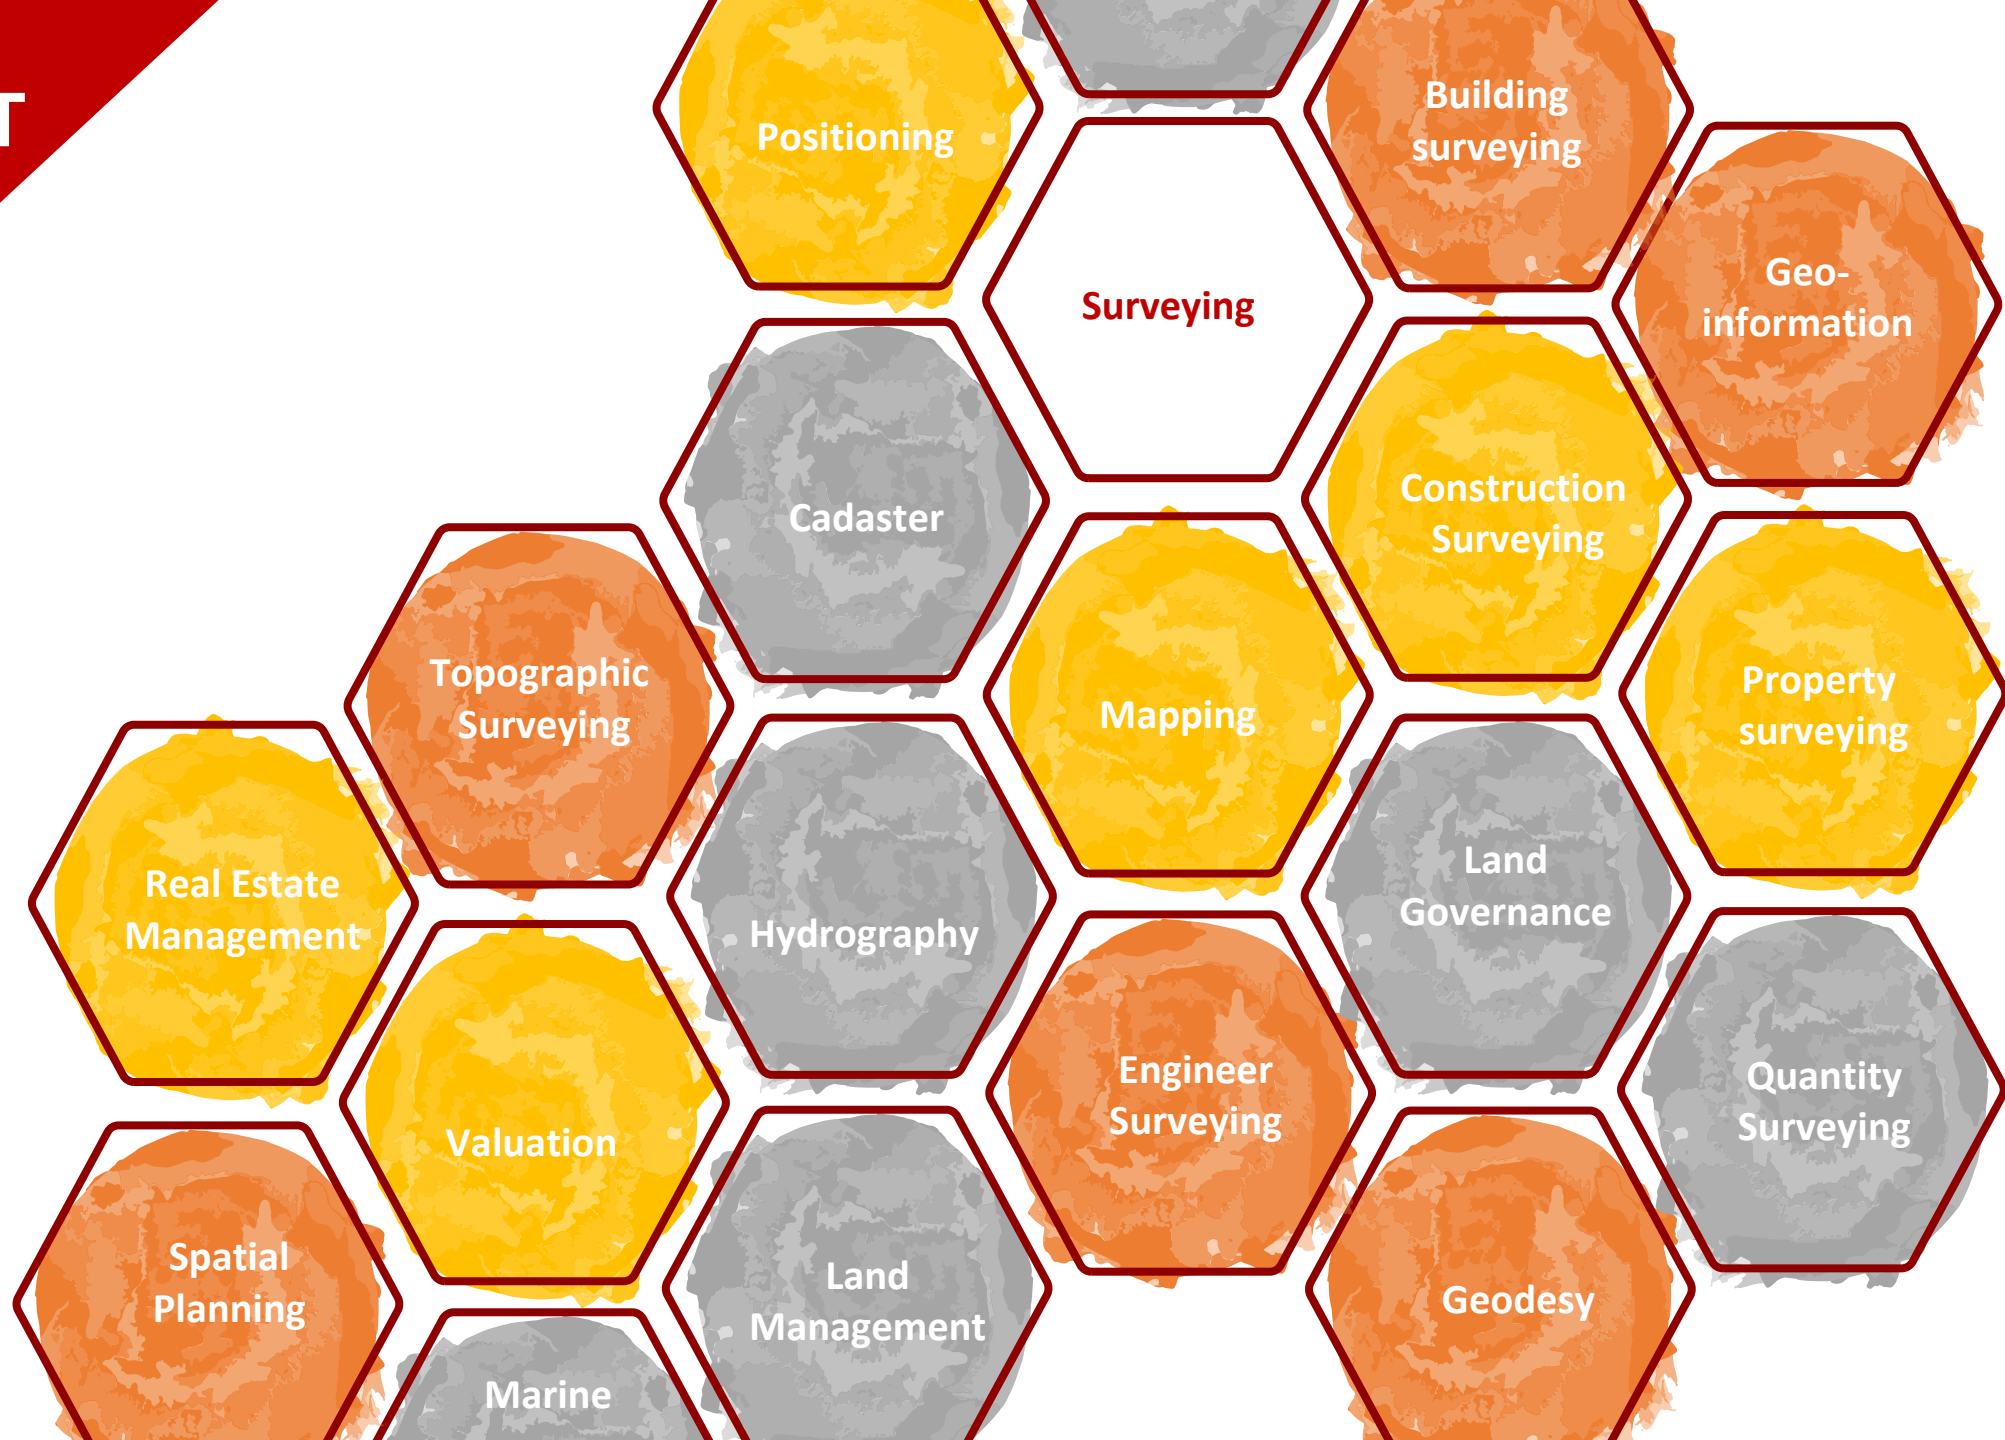 T
Positioning
Building
surveying
Geo-
information
Surveying
Cadaster
Construction
Surveying
Topographic
Surveying
Mapping
Property
surveying
Real Estate
Management
Hydrography
Land
Governance
Valuation
Engineer
Surveying
Quantity
Surveying
Spatial
Planning
Land
Management
Geodesy
Marine